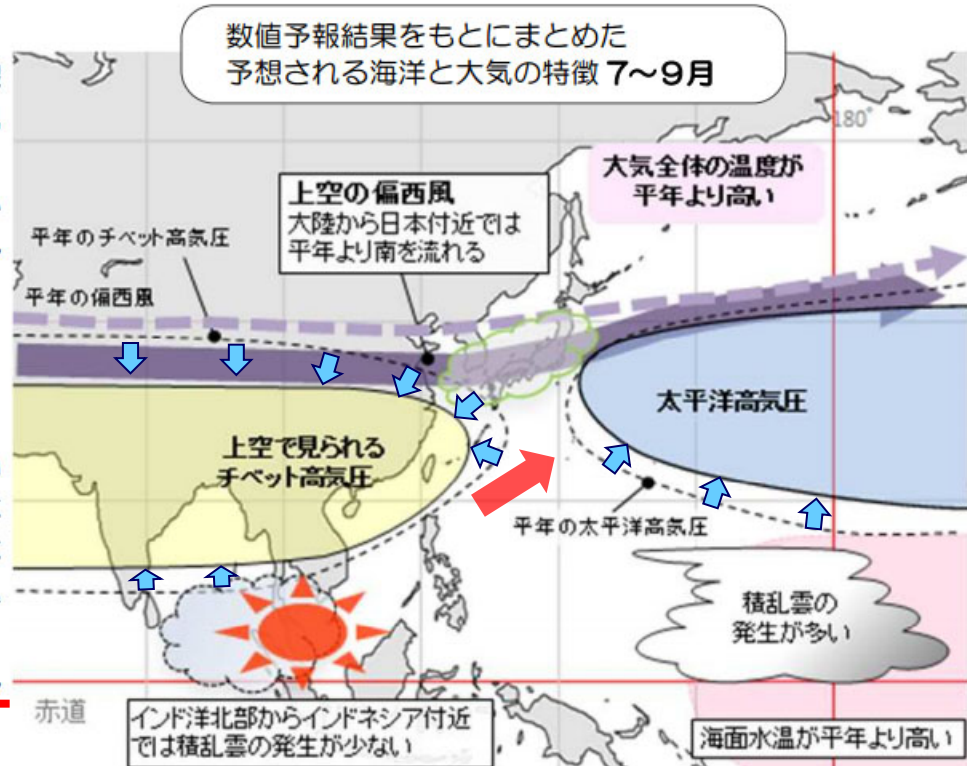 数値予報結果をもとにまとめた
予想される海洋と大気の特徴 7～9月
180°
大気全体の温度が
平年より高い
上空の偏西風
大陸から日本付近では
平年より南を流れる
平年のチベット高気圧
平年の偏西風
太平洋高気圧
上空で見られる
チベット高気圧
平年の太平洋高気圧
積乱雲の
発生が多い
赤道
インド洋北部からインドネシア付近
では積乱雲の発生が少ない
海面水温が平年より高い